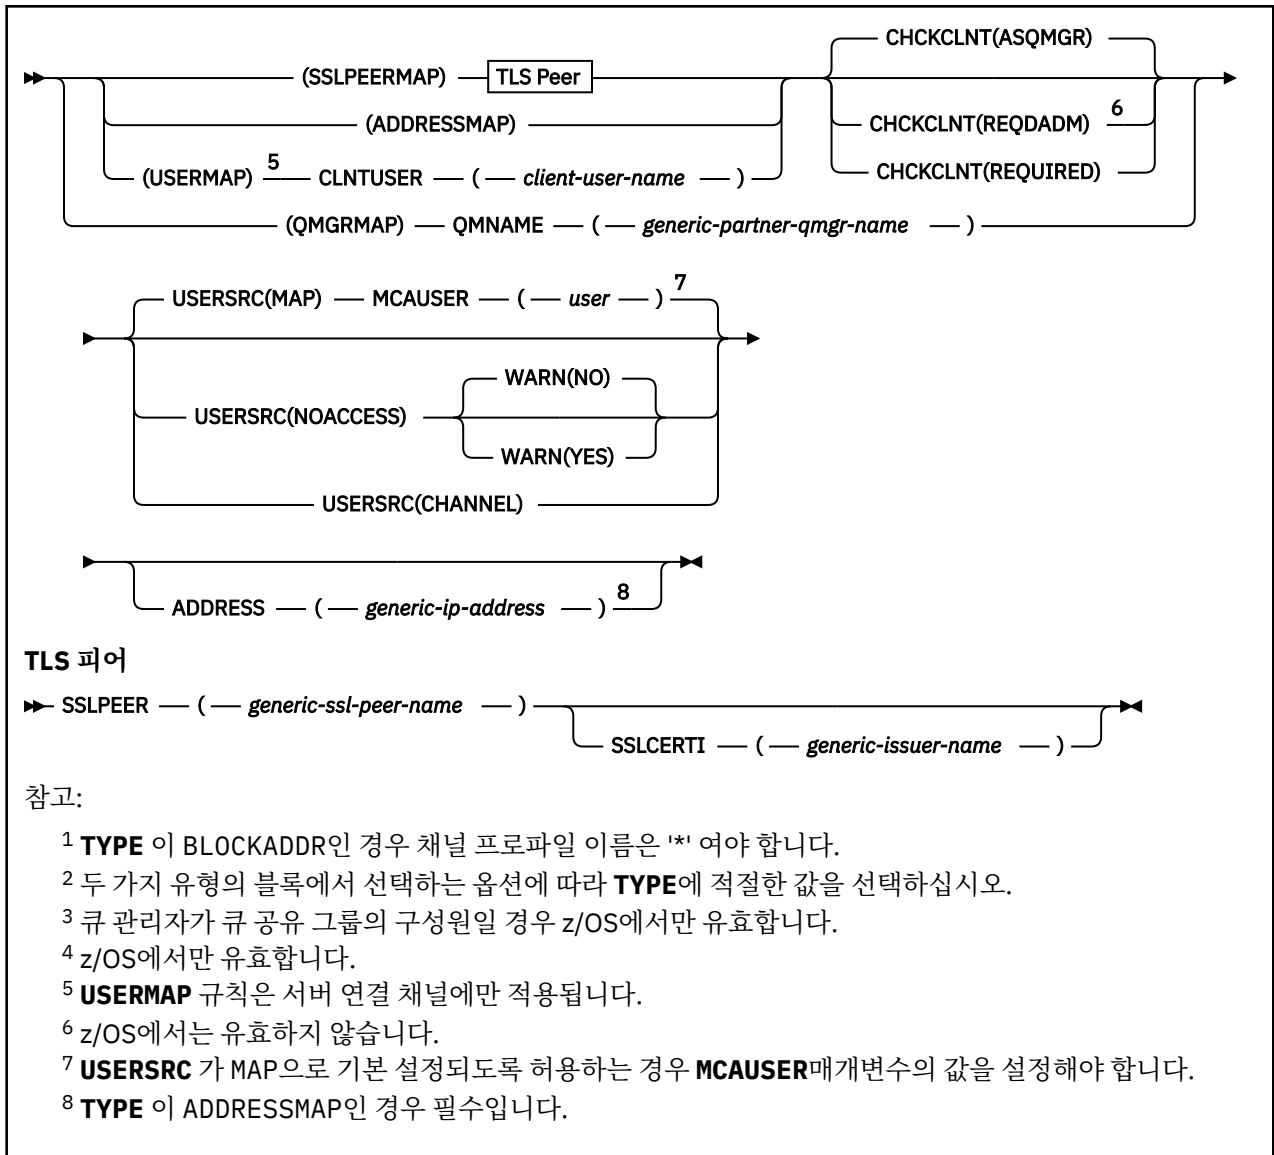 CHCKCLNT(ASQMGR)
(SSLPEERMAP) TLS Peer
(ADDRESSMAP) CHCKCLNT(REQDADM) 6
(USERMAP) 5 CLNTUSER ( client-user-name ) CHCKCLNT(REQUIRED)
(QMGRMAP) QMNAME ( generic-partner-qmgr-name )
USERSRC(MAP) MCAUSER ( user ) 7
WARN(NO)
USERSRC(NOACCESS)
WARN(YES)
USERSRC(CHANNEL)
ADDRESS ( generic-ip-address ) 8
TLS 피어
SSLPEER ( generic-ssl-peer-name )
SSLCERTI ( generic-issuer-name )
참고:
1 TYPE 이 BLOCKADDR인 경우 채널 프로파일 이름은 '*' 여야 합니다.
2 두 가지 유형의 블록에서 선택하는 옵션에 따라 TYPE에 적절한 값을 선택하십시오.
3 큐 관리자가 큐 공유 그룹의 구성원일 경우 z/OS에서만 유효합니다.
4 z/OS에서만 유효합니다.
5 USERMAP 규칙은 서버 연결 채널에만 적용됩니다.
6 z/OS에서는 유효하지 않습니다.
7 USERSRC 가 MAP으로 기본 설정되도록 허용하는 경우 MCAUSER매개변수의 값을 설정해야 합니다.
8 TYPE 이 ADDRESSMAP인 경우 필수입니다.